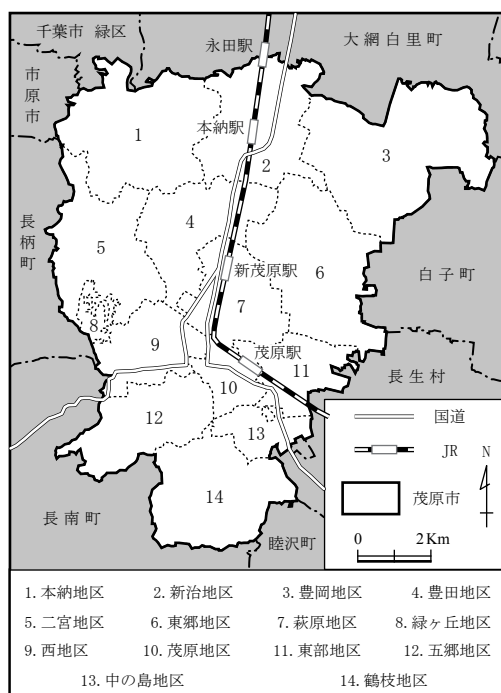 千葉市 緑区
永田駅
大網白里町
市原市
本納駅
1
2
3
長柄町
4
5
新茂原駅
6
白子町
7
8
9
茂原駅
11
長生村
10
12
13
国道
JR
N
14
茂原市
長南町
0 2 Km
睦沢町
1. 本納地区 2. 新治地区 3. 豊岡地区 4. 豊田地区
5. 二宮地区 6. 東郷地区 7. 萩原地区 8. 緑ヶ丘地区
9. 西地区 10. 茂原地区 11. 東部地区 12. 五郷地区
13. 中の島地区 14. 鶴枝地区